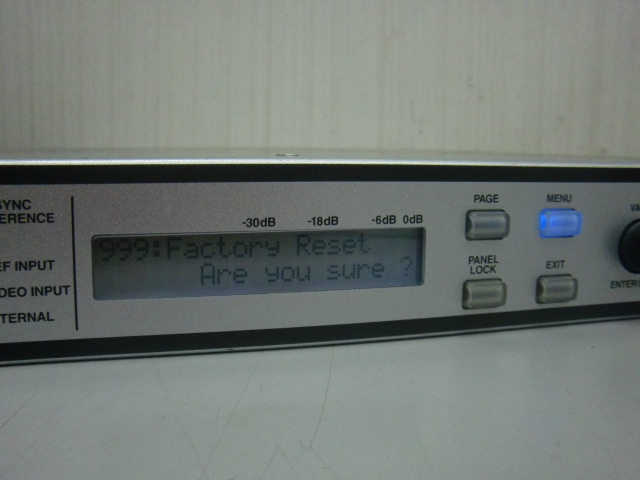 SYNC
ERENCE
EF INPUT
DEO INPUT
TERNAL
-30dB -18dB -6dB 0dB
999:Factory Reset
Are you sure ?
PAGE
MENU
PANEL
LOCK
EXIT
VA
ENTER